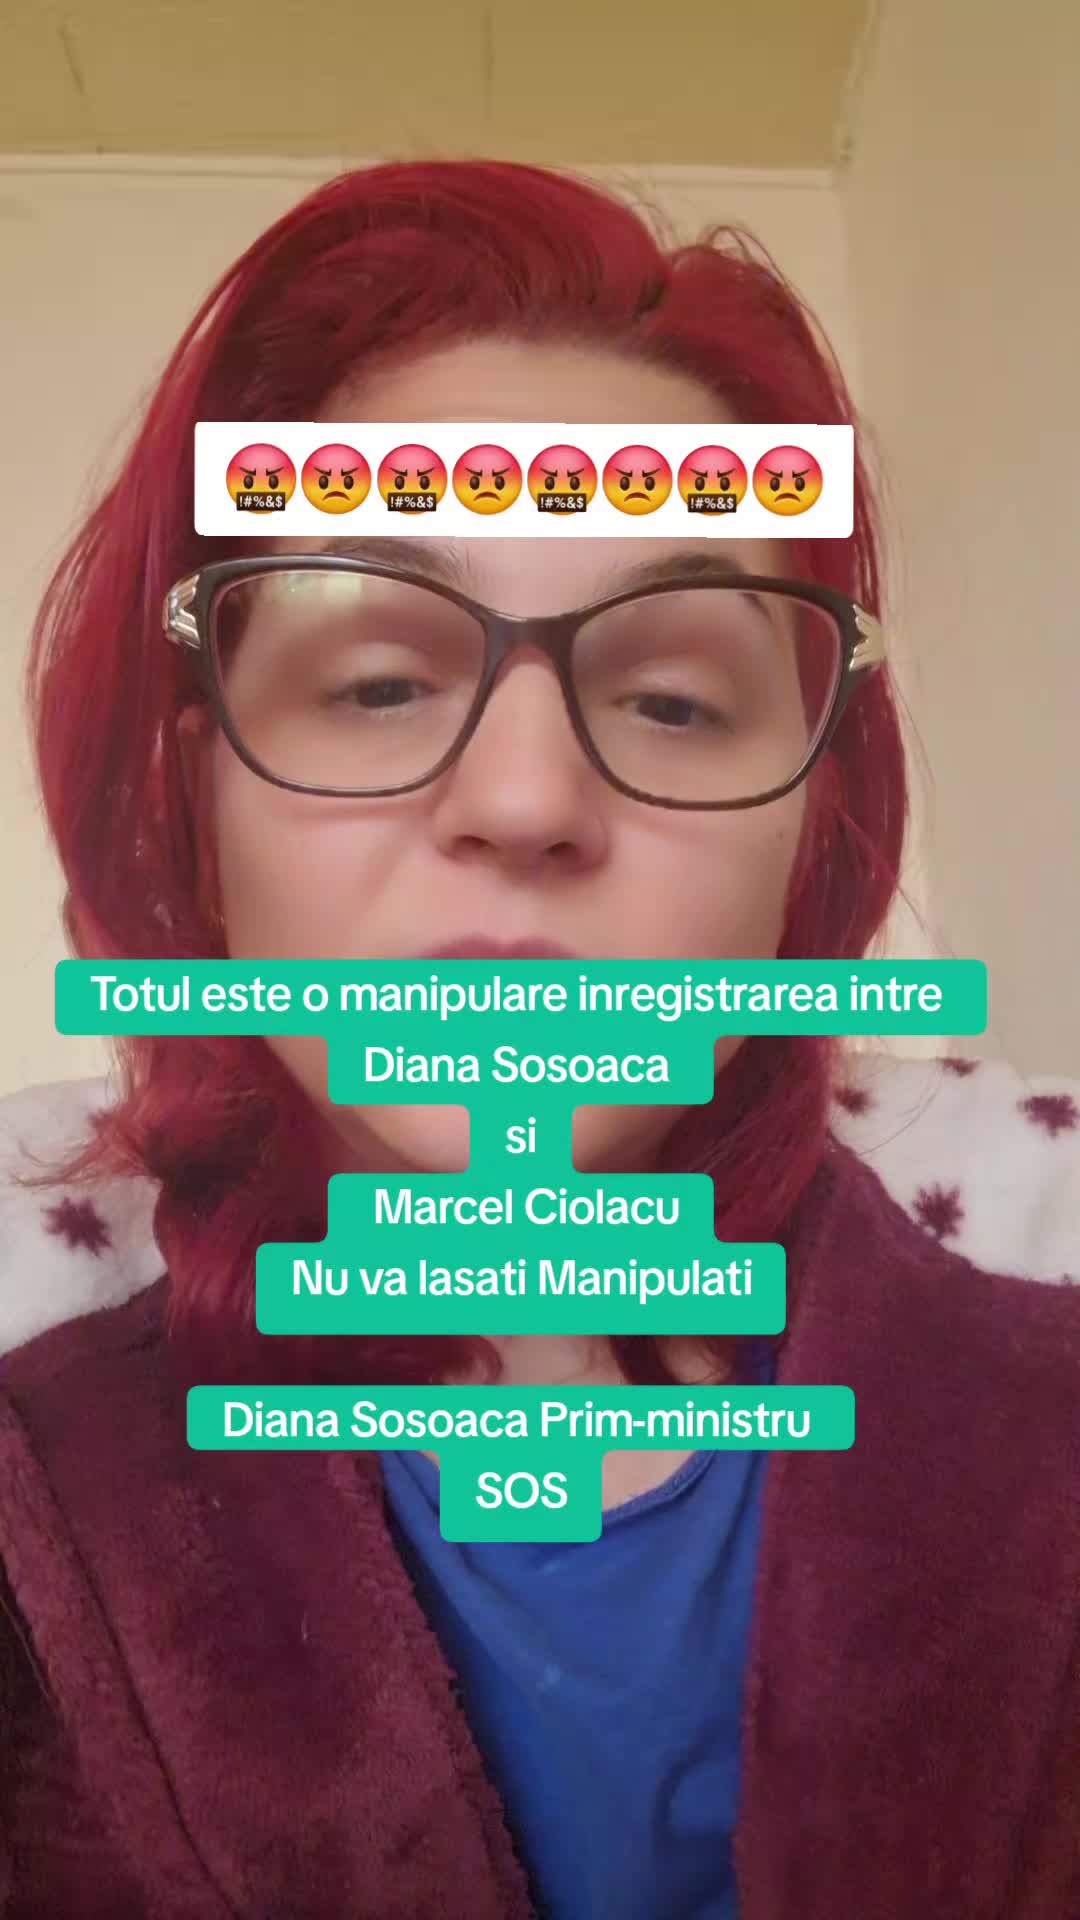 Totul este o manipulare inregistrarea intre
Diana Sosoaca
si
Marcel Ciolacu
Nu va lasati Manipulati
Diana Sosoaca Prim-ministru
SOS